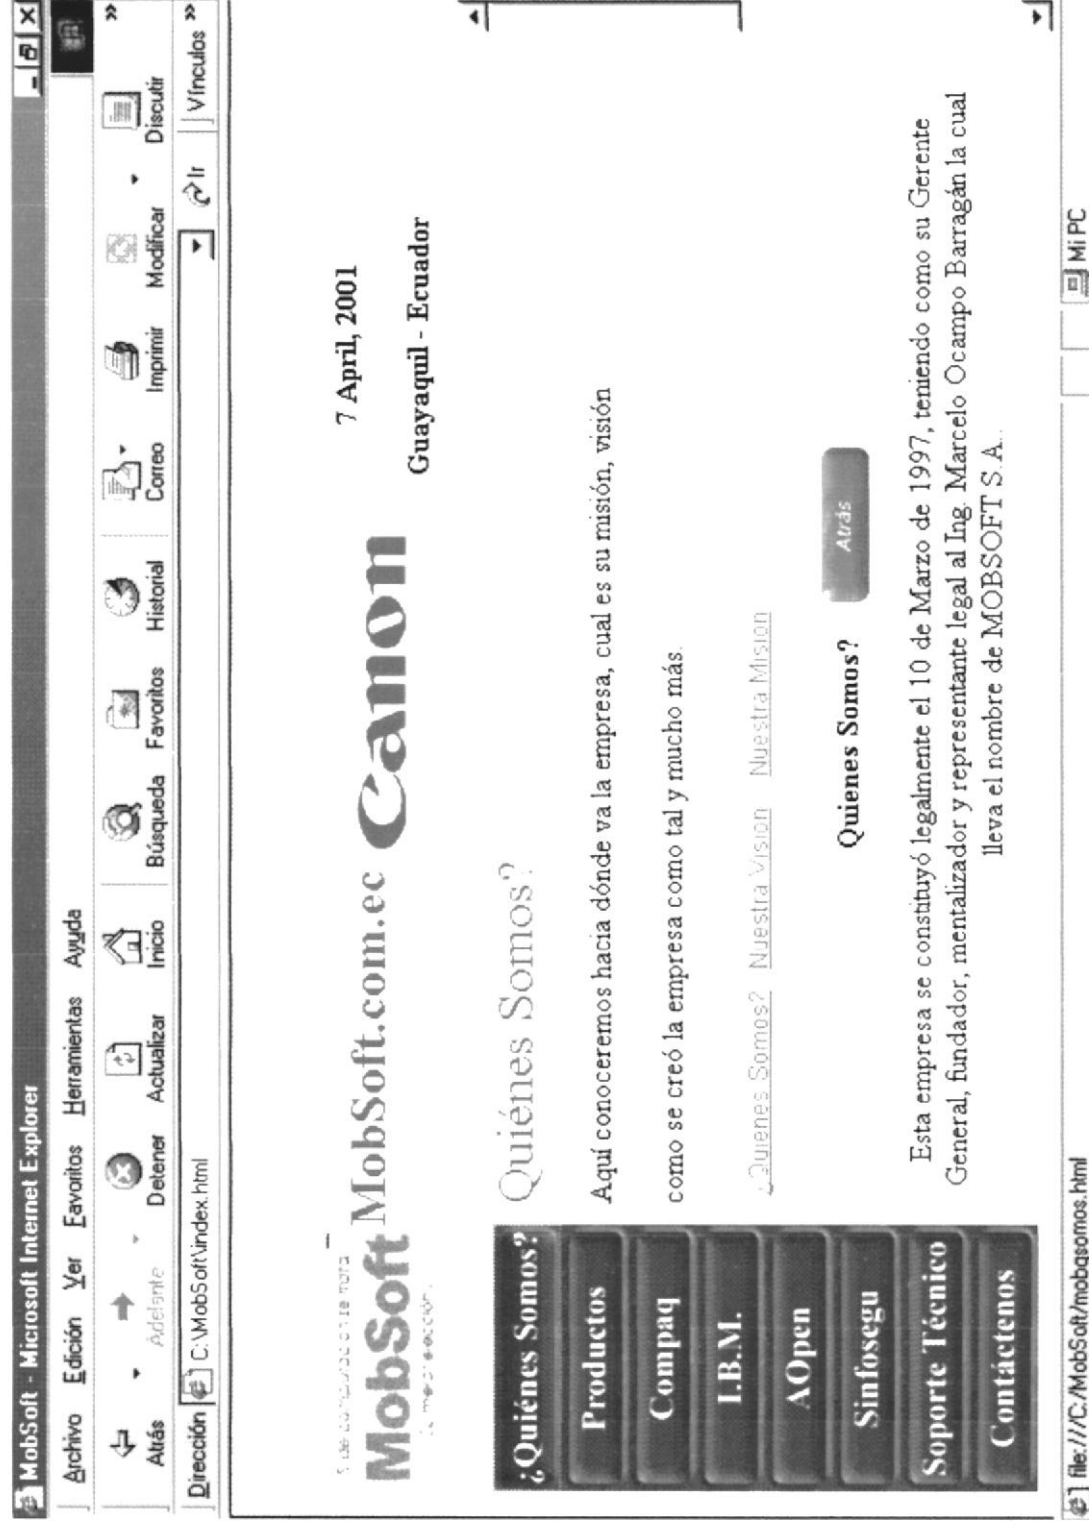 MobSoft - Microsoft Internet Explorer
Archivo Edición Ver Favoritos Herramientas Ayuda
Atrás Adelante Detener Actualizar Inicio Búsqueda Favoritos Historial Correo Imprimir Modificar Discutir »
Dirección C:\MobSoft\index.html Ir Vínculos »
MobSoft MobSoft.com.ec Canon
7 April, 2001
Guayaquil - Ecuador
¿Quiénes Somos?
Productos
Compaq
I.B.M.
AOpen
Sinfosegu
Soporte Técnico
Contáctenos
Quiénes Somos?
Aquí conoceremos hacia dónde va la empresa, cual es su misión, visión
como se creó la empresa como tal y mucho más.
¿Quienes Somos? Nuestra Vision Nuestra Mision
Quienes Somos? Atrás
Esta empresa se constituyó legalmente el 10 de Marzo de 1997, teniendo como su Gerente
General, fundador, mentalizador y representante legal al Ing. Marcelo Ocampo Barragán la cual
lleva el nombre de MOBSOFT S.A..
file:///C:/MobSoft/mobqsomos.html Mi PC